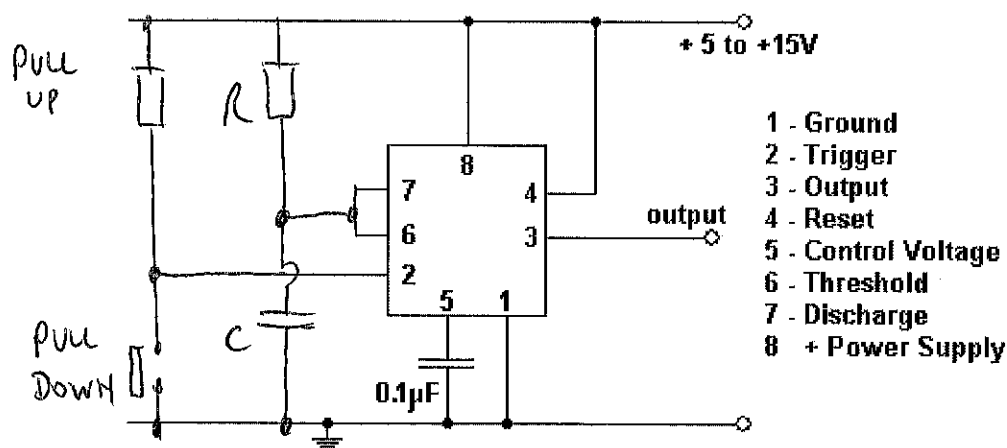 + 5 to +15V
PULL
UP
R
1 - Ground
2 - Trigger
3 - Output
4 - Reset
5 - Control Voltage
6 - Threshold
7 - Discharge
8 + Power Supply
8
7
4
6
output
3
2
5
1
C
PULL
DOWN
0.1µF